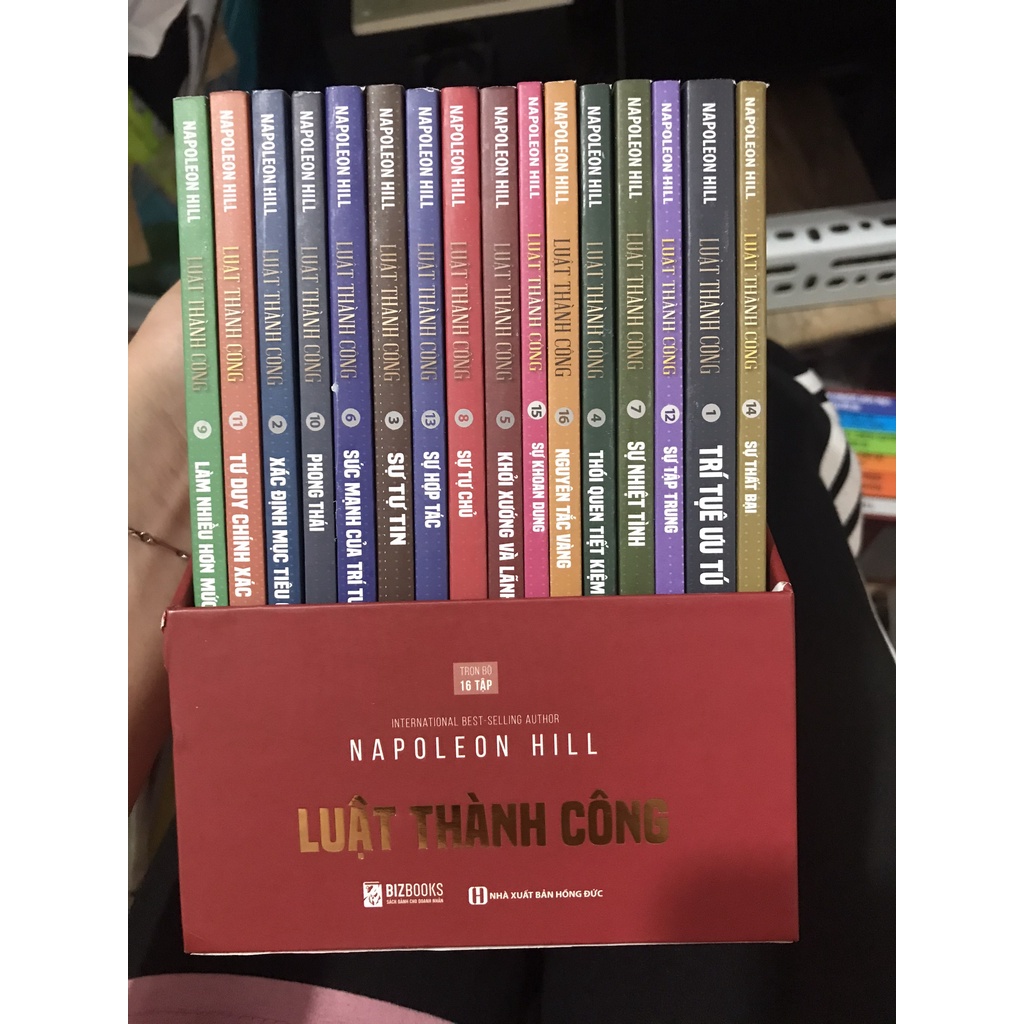 NAPOLEON HILL LUẬT THÀNH CÔNG 9 LÀM NHIỀU HƠN MỨC
NAPOLEON HILL LUẬT THÀNH CÔNG 11 TƯ DUY CHÍNH XÁC
NAPOLEON HILL LUẬT THÀNH CÔNG 2 XÁC ĐỊNH MỤC TIÊU
NAPOLEON HILL LUẬT THÀNH CÔNG 10 PHONG THÁI
NAPOLEON HILL LUẬT THÀNH CÔNG 6 SỨC MẠNH CỦA TRÍ
NAPOLEON HILL LUẬT THÀNH CÔNG 3 SỰ TỰ TIN
NAPOLEON HILL LUẬT THÀNH CÔNG 13 SỰ HỢP TÁC
NAPOLEON HILL LUẬT THÀNH CÔNG 8 SỰ TỰ CHỦ
NAPOLEON HILL LUẬT THÀNH CÔNG 5 KHỞI XƯỚNG VÀ LÃNH
NAPOLEON HILL LUẬT THÀNH CÔNG 15 SỰ KHOAN DUNG
NAPOLEON HILL LUẬT THÀNH CÔNG 16 NGUYÊN TẮC VÀNG
NAPOLEON HILL LUẬT THÀNH CÔNG 4 THÓI QUEN TIẾT KIỆM
NAPOLEON HILL LUẬT THÀNH CÔNG 7 SỰ NHIỆT TÌNH
NAPOLEON HILL LUẬT THÀNH CÔNG 12 SỰ TẬP TRUNG
NAPOLEON HILL LUẬT THÀNH CÔNG 1 TRÍ TUỆ ƯU TÚ
NAPOLEON HILL LUẬT THÀNH CÔNG 14 SỰ THẤT BẠI
TRỌN BỘ
16 TẬP
INTERNATIONAL BEST-SELLING AUTHOR
NAPOLEON HILL
LUẬT THÀNH CÔNG
BIZBOOKS
SÁCH DÀNH CHO DOANH NHÂN
NHÀ XUẤT BẢN HỒNG ĐỨC